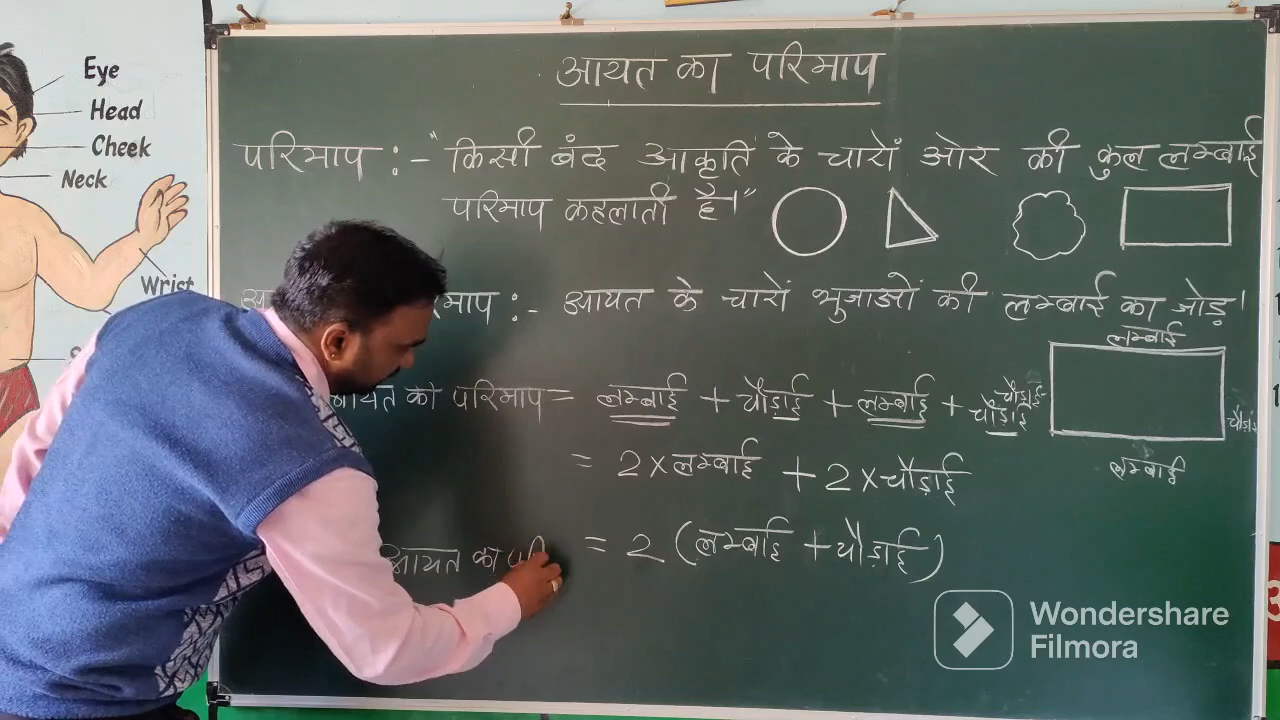 आयत का परिमाप
परिमाप :- "किसी बंद आकृति के चारों ओर की कुल लम्बाई
परिमाप कहलाती है।"
:- आयत के चारों भुजाओं की लम्बाई का जोड़।
लम्बाई
आयत का परिमाप = लम्बाई + चौड़ाई + लम्बाई + चौड़ाई
चौड़ाई
चौड़ाई
लम्बाई
= 2 × लम्बाई + 2 × चौड़ाई
आयत का परि = 2 (लम्बाई + चौड़ाई)
Eye
Head
Cheek
Neck
Wrist
Wondershare
Filmora